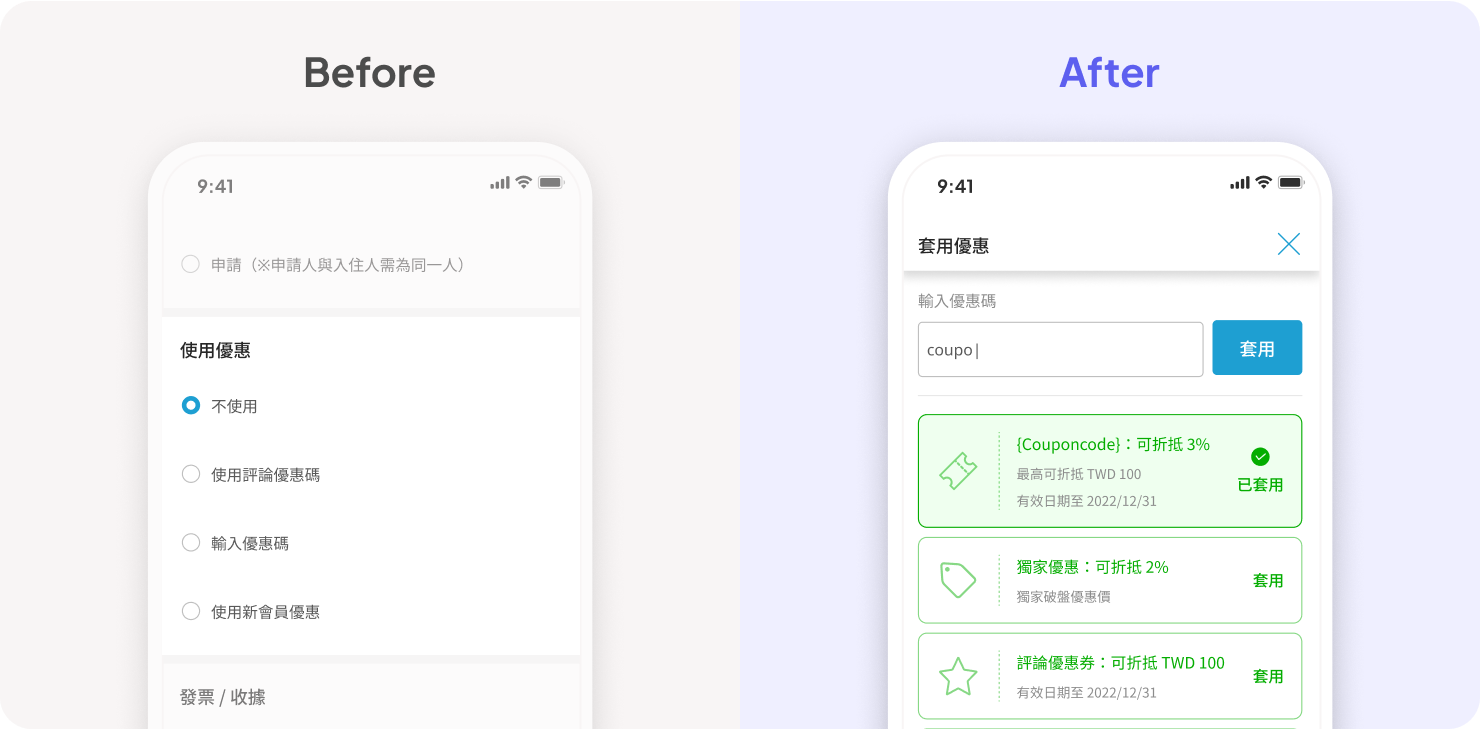 Before
9:41
申請（※申請人與入住人需為同一人）
使用優惠
不使用
使用評論優惠碼
輸入優惠碼
使用新會員優惠
發票 / 收據
After
9:41
套用優惠
輸入優惠碼
coupo|
套用
{Couponcode}：可折抵 3%
最高可折抵 TWD 100
有效日期至 2022/12/31
已套用
獨家優惠：可折抵 2%
獨家破盤優惠價
套用
評論優惠券：可折抵 TWD 100
有效日期至 2022/12/31
套用